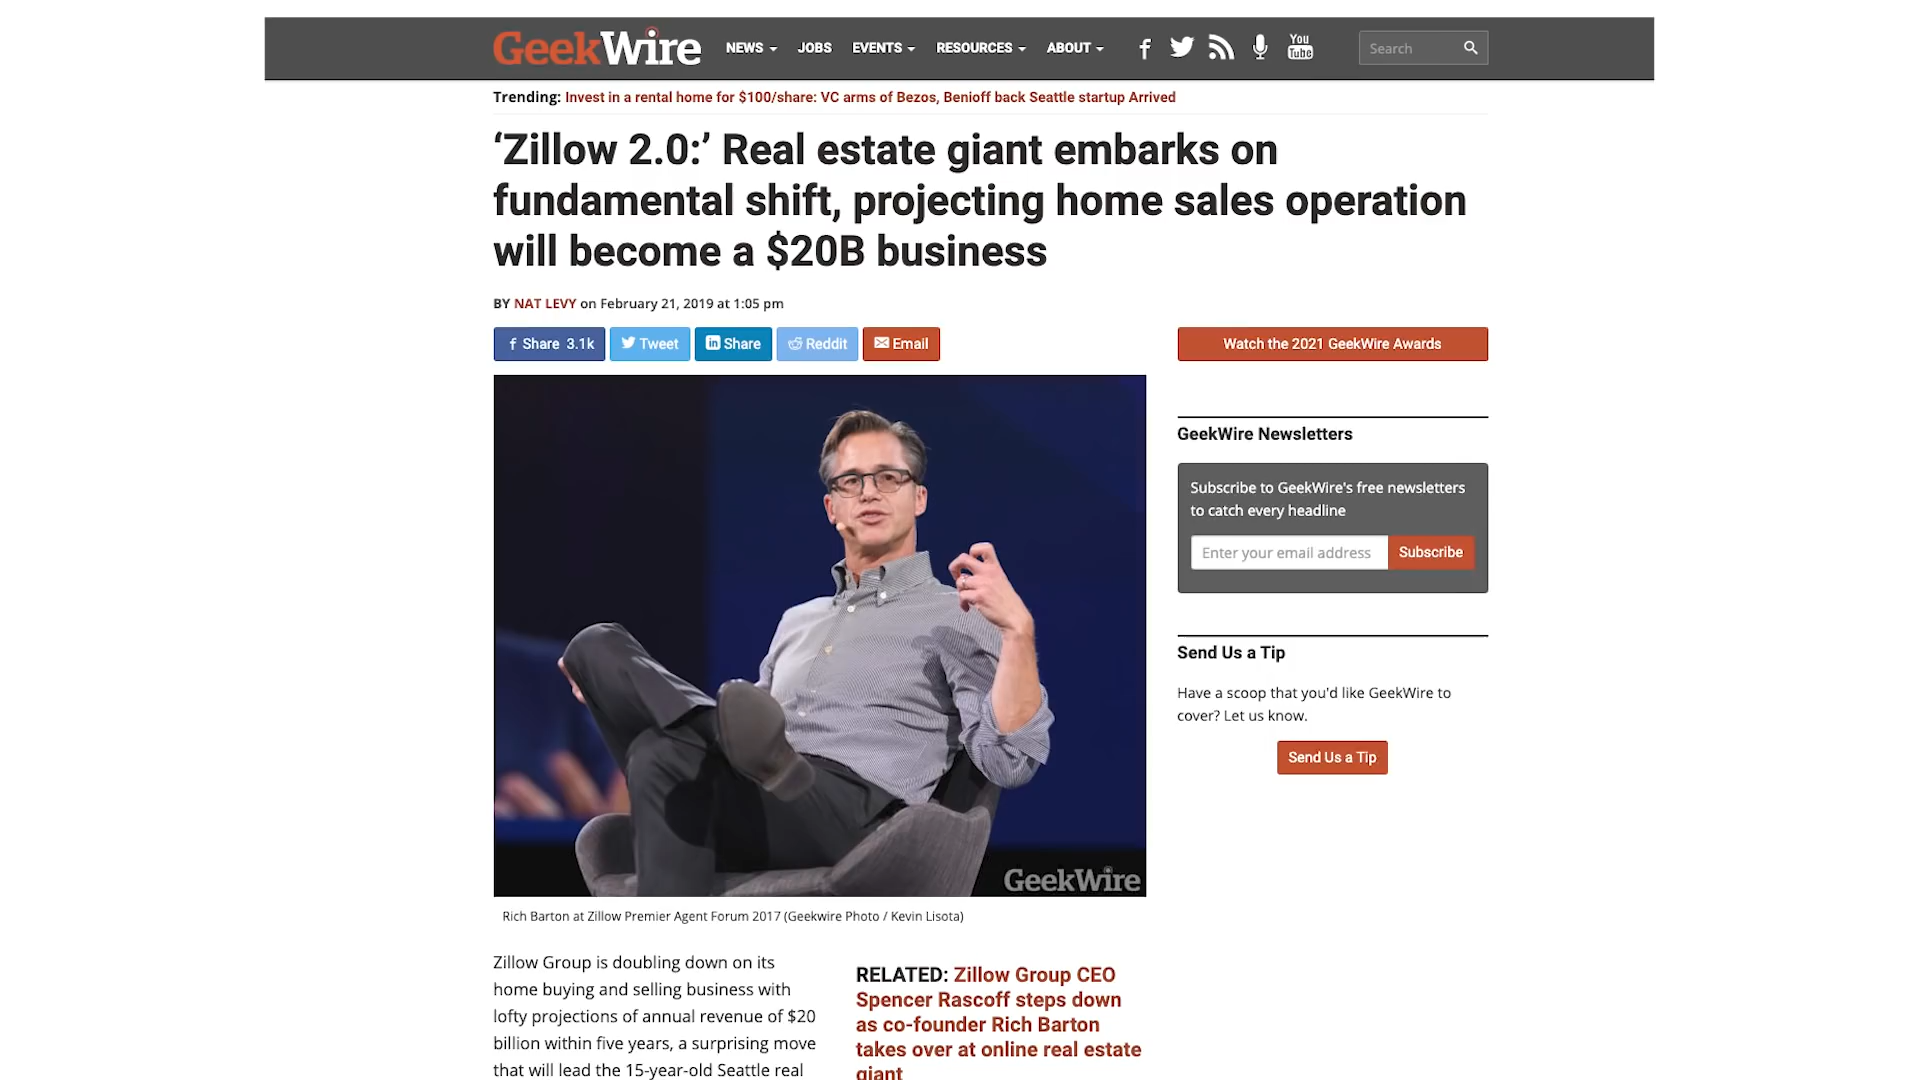 GeekWire NEWS JOBS EVENTS RESOURCES ABOUT f You Tube Search
Trending: Invest in a rental home for $100/share: VC arms of Bezos, Benioff back Seattle startup Arrived
‘Zillow 2.0:’ Real estate giant embarks on
fundamental shift, projecting home sales operation
will become a $20B business
BY NAT LEVY on February 21, 2019 at 1:05 pm
f Share 3.1k Tweet in Share Reddit Email
Watch the 2021 GeekWire Awards
GeekWire Newsletters
Subscribe to GeekWire's free newsletters
to catch every headline
Enter your email address Subscribe
Send Us a Tip
Have a scoop that you'd like GeekWire to
cover? Let us know.
Send Us a Tip
GeekWire
Rich Barton at Zillow Premier Agent Forum 2017 (Geekwire Photo / Kevin Lisota)
Zillow Group is doubling down on its
home buying and selling business with
lofty projections of annual revenue of $20
billion within five years, a surprising move
that will lead the 15-year-old Seattle real
RELATED: Zillow Group CEO
Spencer Rascoff steps down
as co-founder Rich Barton
takes over at online real estate
giant